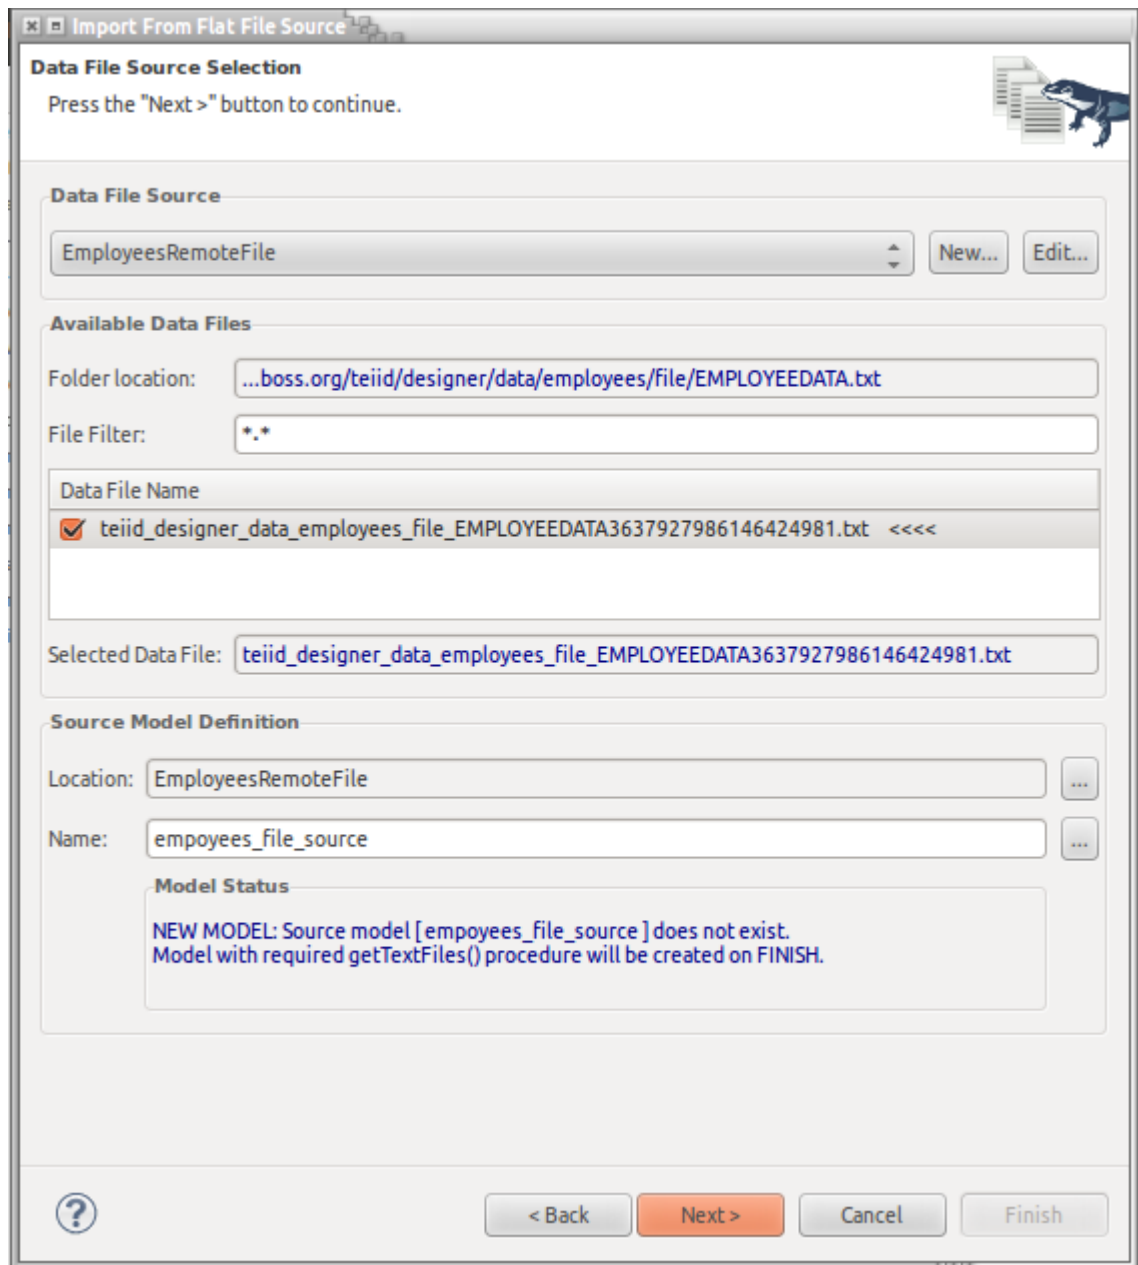 Import From Flat File Source
Data File Source Selection
Press the "Next >" button to continue.
Data File Source
EmployeesRemoteFile
New...
Edit...
Available Data Files
Folder location: ...boss.org/teiid/designer/data/employees/file/EMPLOYEEDATA.txt
File Filter: *.*
Data File Name
teiid_designer_data_employees_file_EMPLOYEEDATA3637927986146424981.txt <<<<
Selected Data File: teiid_designer_data_employees_file_EMPLOYEEDATA3637927986146424981.txt
Source Model Definition
Location: EmployeesRemoteFile ...
Name: empoyees_file_source ...
Model Status
NEW MODEL: Source model [ empoyees_file_source ] does not exist.
Model with required getTextFiles() procedure will be created on FINISH.
? < Back Next > Cancel Finish